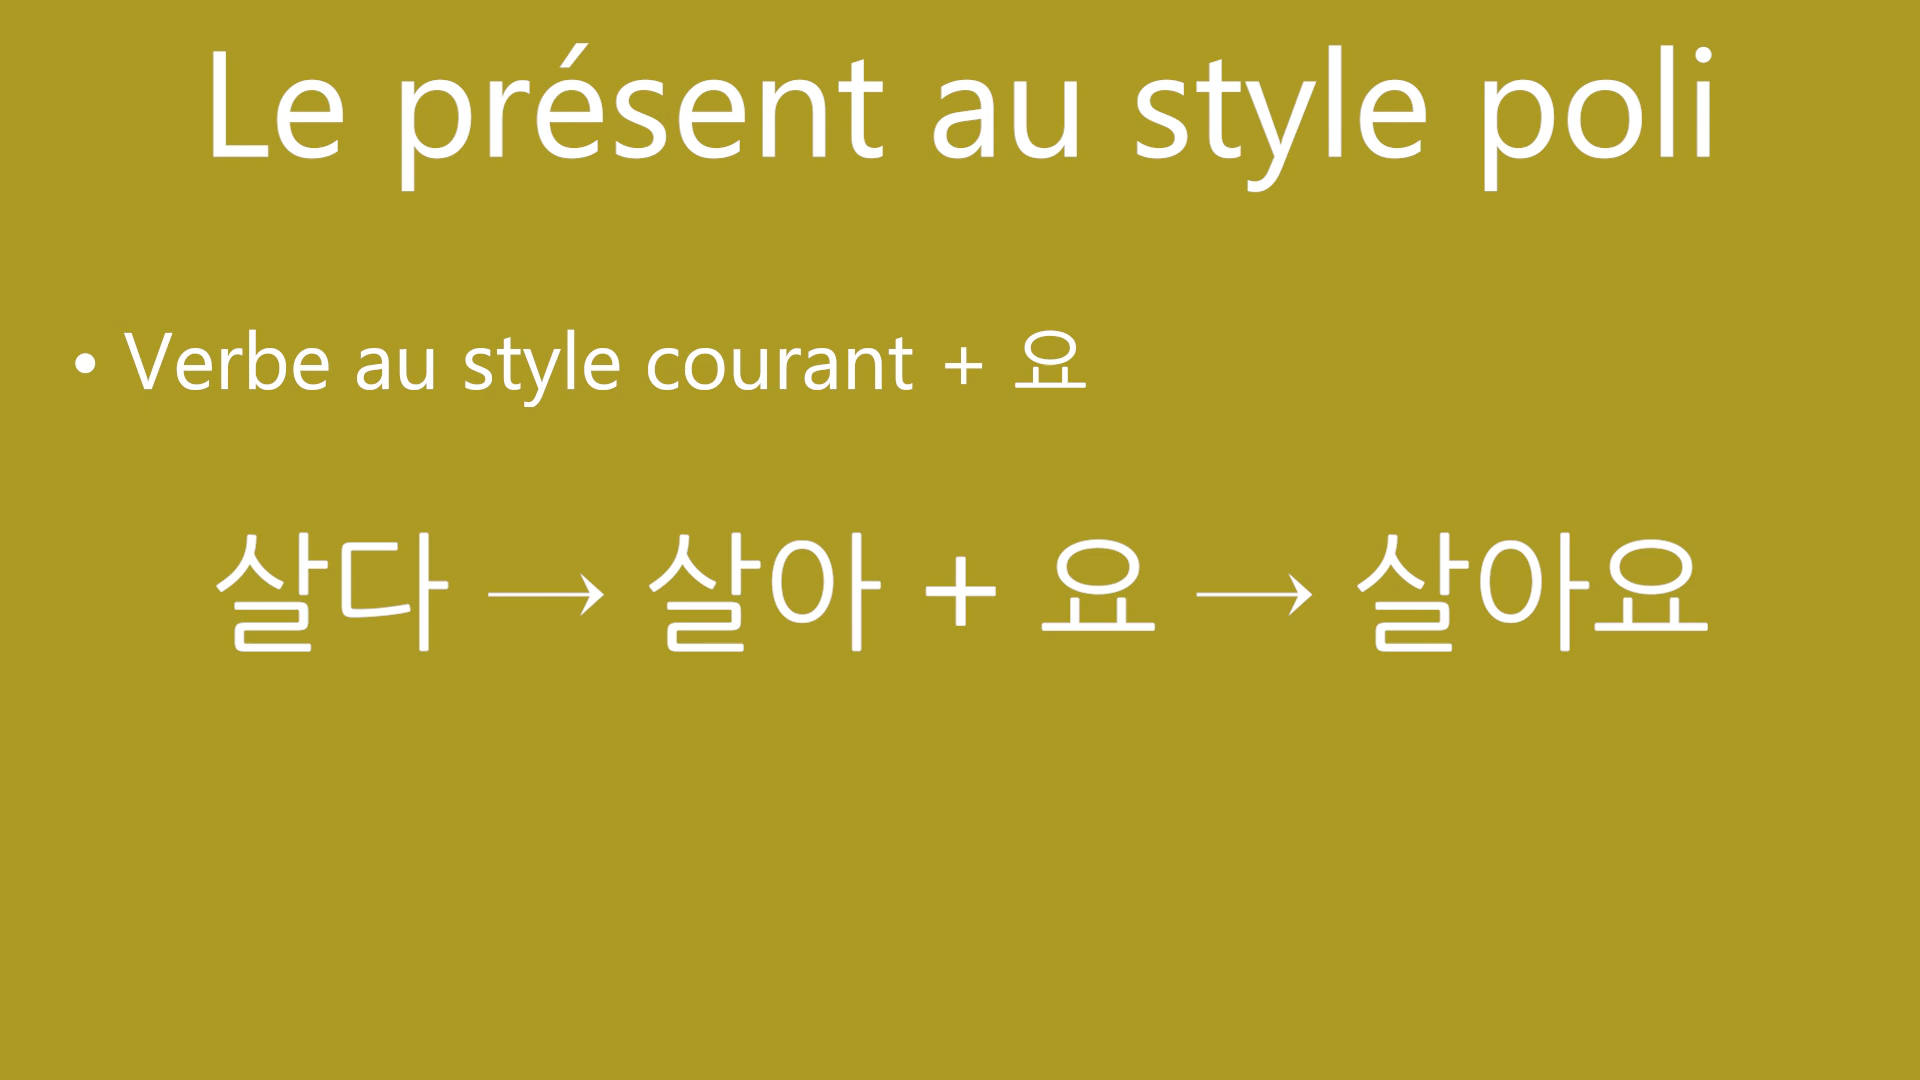 Le présent au style poli
• Verbe au style courant + 요
살다 → 살아 + 요 → 살아요